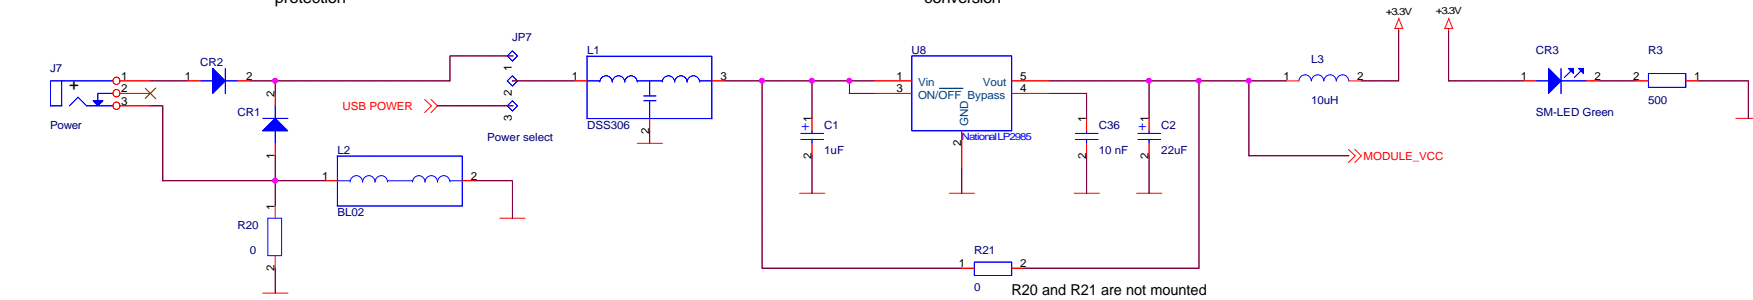 protection
conversion
+3.3V
+3.3V
JP7
J7
CR2
L1
U8
L3
CR3
R3
1
2
3
1
2
1
2
3
1
3
1
3
Vin
ON/OFF
GND
Vout
Bypass
5
4
2
1
2
10uH
1
2
SM-LED Green
2
1
500
Power
CR1
2
1
USB POWER
Power select
DSS306
2
+
C1
1
2
1uF
National LP2985
C36
1
2
10 nF
+
C2
1
2
22uF
MODULE_VCC
L2
1
2
BL02
R20
1
2
0
R21
1
2
0
R20 and R21 are not mounted